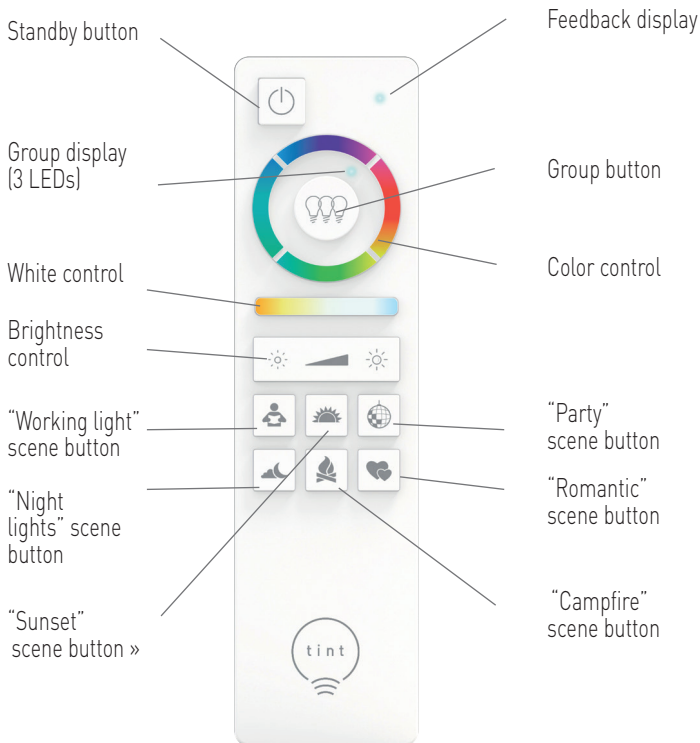 Standby button
Feedback display
Group display
(3 LEDs)
Group button
White control
Color control
Brightness
control
“Working light”
scene button
“Party”
scene button
“Night
lights” scene
button
“Romantic”
scene button
“Sunset”
scene button »
“Campfire”
scene button
tint